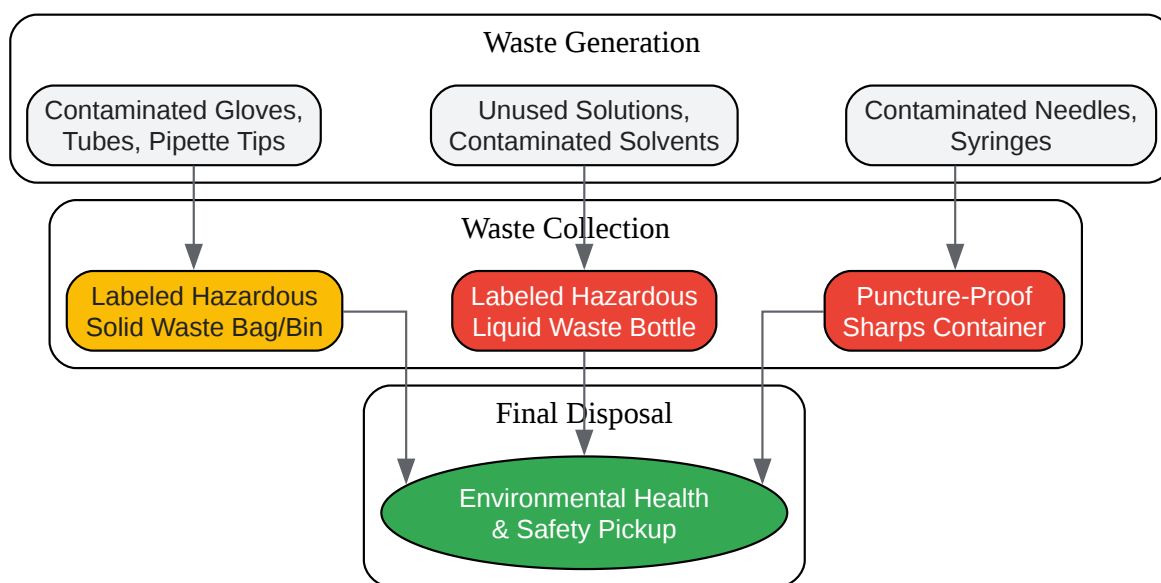 Waste Generation
Contaminated Gloves,
Tubes, Pipette Tips
Unused Solutions,
Contaminated Solvents
Contaminated Needles,
Syringes
Waste Collection
Labeled Hazardous
Solid Waste Bag/Bin
Labeled Hazardous
Liquid Waste Bottle
Puncture-Proof
Sharps Container
Final Disposal
Environmental Health
& Safety Pickup